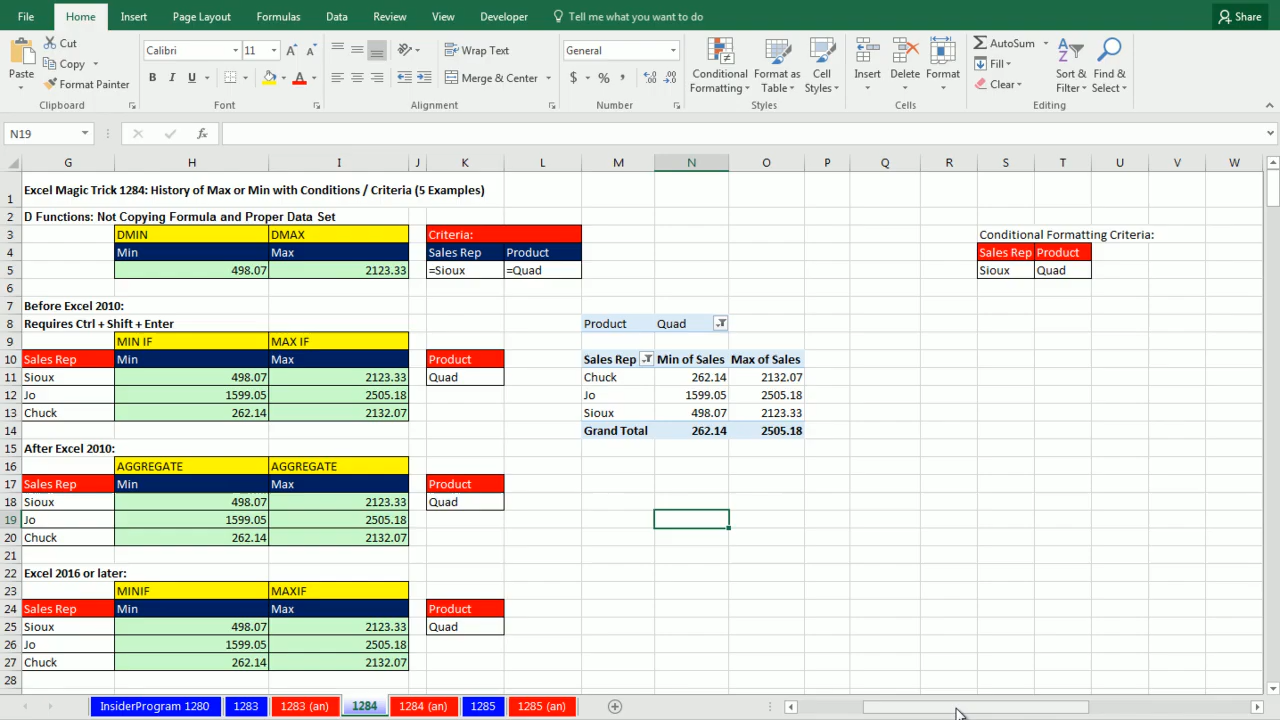 File Home Insert Page Layout Formulas Data Review View Developer Tell me what you want to do Share
Paste Cut Copy Format Painter Clipboard
Calibri 11 B I U A Font
Wrap Text Merge & Center Alignment
General $ % , Number
Conditional Formatting Format as Table Cell Styles Styles
Insert Delete Format Cells
AutoSum Fill Clear Sort & Filter Find & Select Editing
N19 fx
G H I J K L M N O P Q R S T U V W
1 Excel Magic Trick 1284: History of Max or Min with Conditions / Criteria (5 Examples)
2 D Functions: Not Copying Formula and Proper Data Set
3 DMIN DMAX Criteria: Conditional Formatting Criteria:
4 Min Max Sales Rep Product Sales Rep Product
5 498.07 2123.33 =Sioux =Quad Sioux Quad
6
7 Before Excel 2010:
8 Requires Ctrl + Shift + Enter Product Quad
9 MIN IF MAX IF
10 Sales Rep Min Max Product Sales Rep Min of Sales Max of Sales
11 Sioux 498.07 2123.33 Quad Chuck 262.14 2132.07
12 Jo 1599.05 2505.18 Jo 1599.05 2505.18
13 Chuck 262.14 2132.07 Sioux 498.07 2123.33
14 Grand Total 262.14 2505.18
15 After Excel 2010:
16 AGGREGATE AGGREGATE
17 Sales Rep Min Max Product
18 Sioux 498.07 2123.33 Quad
19 Jo 1599.05 2505.18
20 Chuck 262.14 2132.07
21
22 Excel 2016 or later:
23 MINIF MAXIF
24 Sales Rep Min Max Product
25 Sioux 498.07 2123.33 Quad
26 Jo 1599.05 2505.18
27 Chuck 262.14 2132.07
28
InsiderProgram 1280 1283 1283 (an) 1284 1284 (an) 1285 1285 (an)